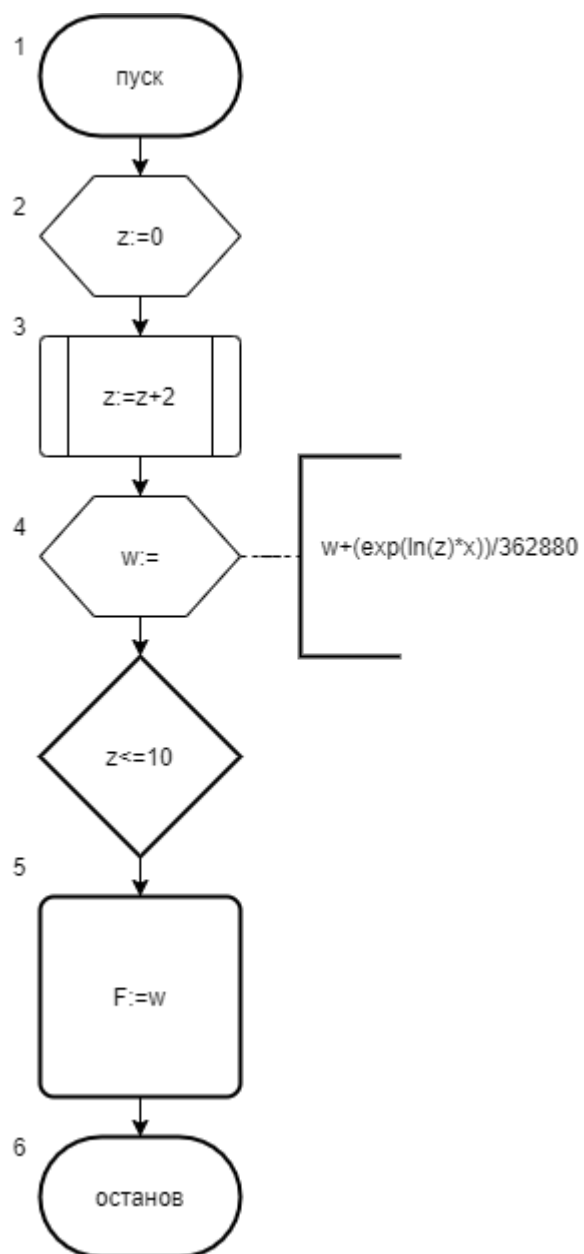 1
пуск
2
z:=0
3
z:=z+2
4
w:=
w+(exp(ln(z)*x))/362880
z<=10
5
F:=w
6
останов